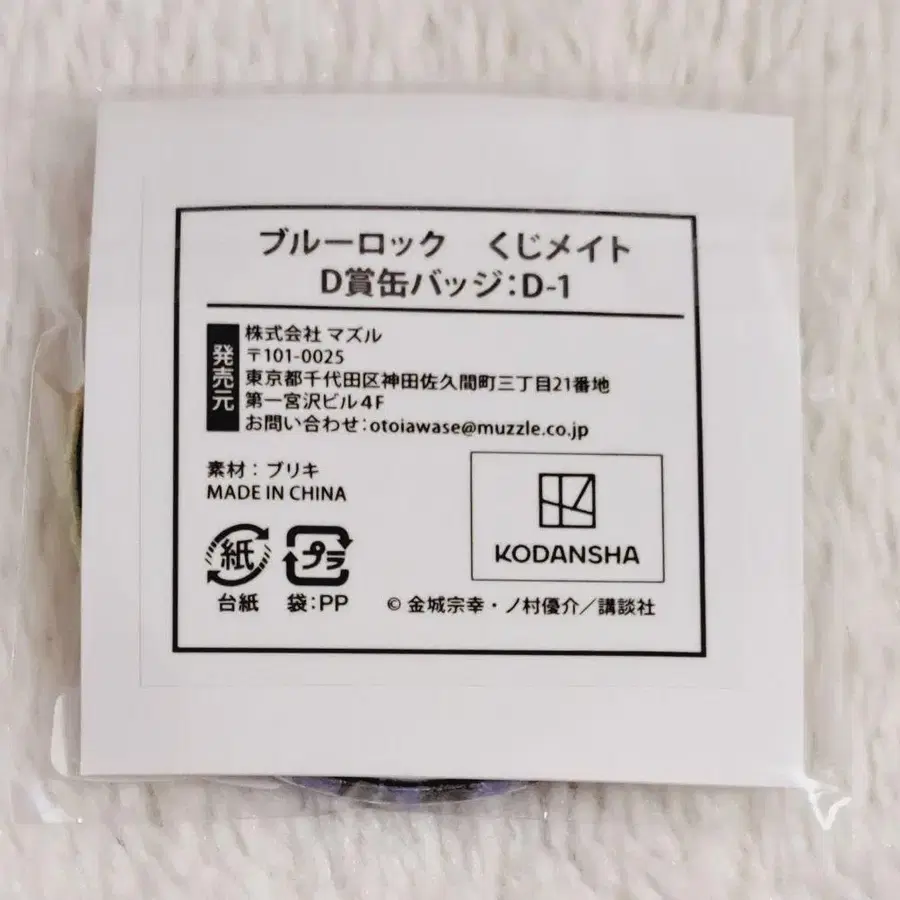 ブルーロック　くじメイト
D賞缶バッジ：D-1
発売元
株式会社 マズル
〒101-0025
東京都千代田区神田佐久間町三丁目21番地
第一宮沢ビル4F
お問い合わせ：otoiawase@muzzle.co.jp
素材：ブリキ
MADE IN CHINA
紙
プラ
台紙
袋：PP
KODANSHA
© 金城宗幸・ノ村優介／講談社